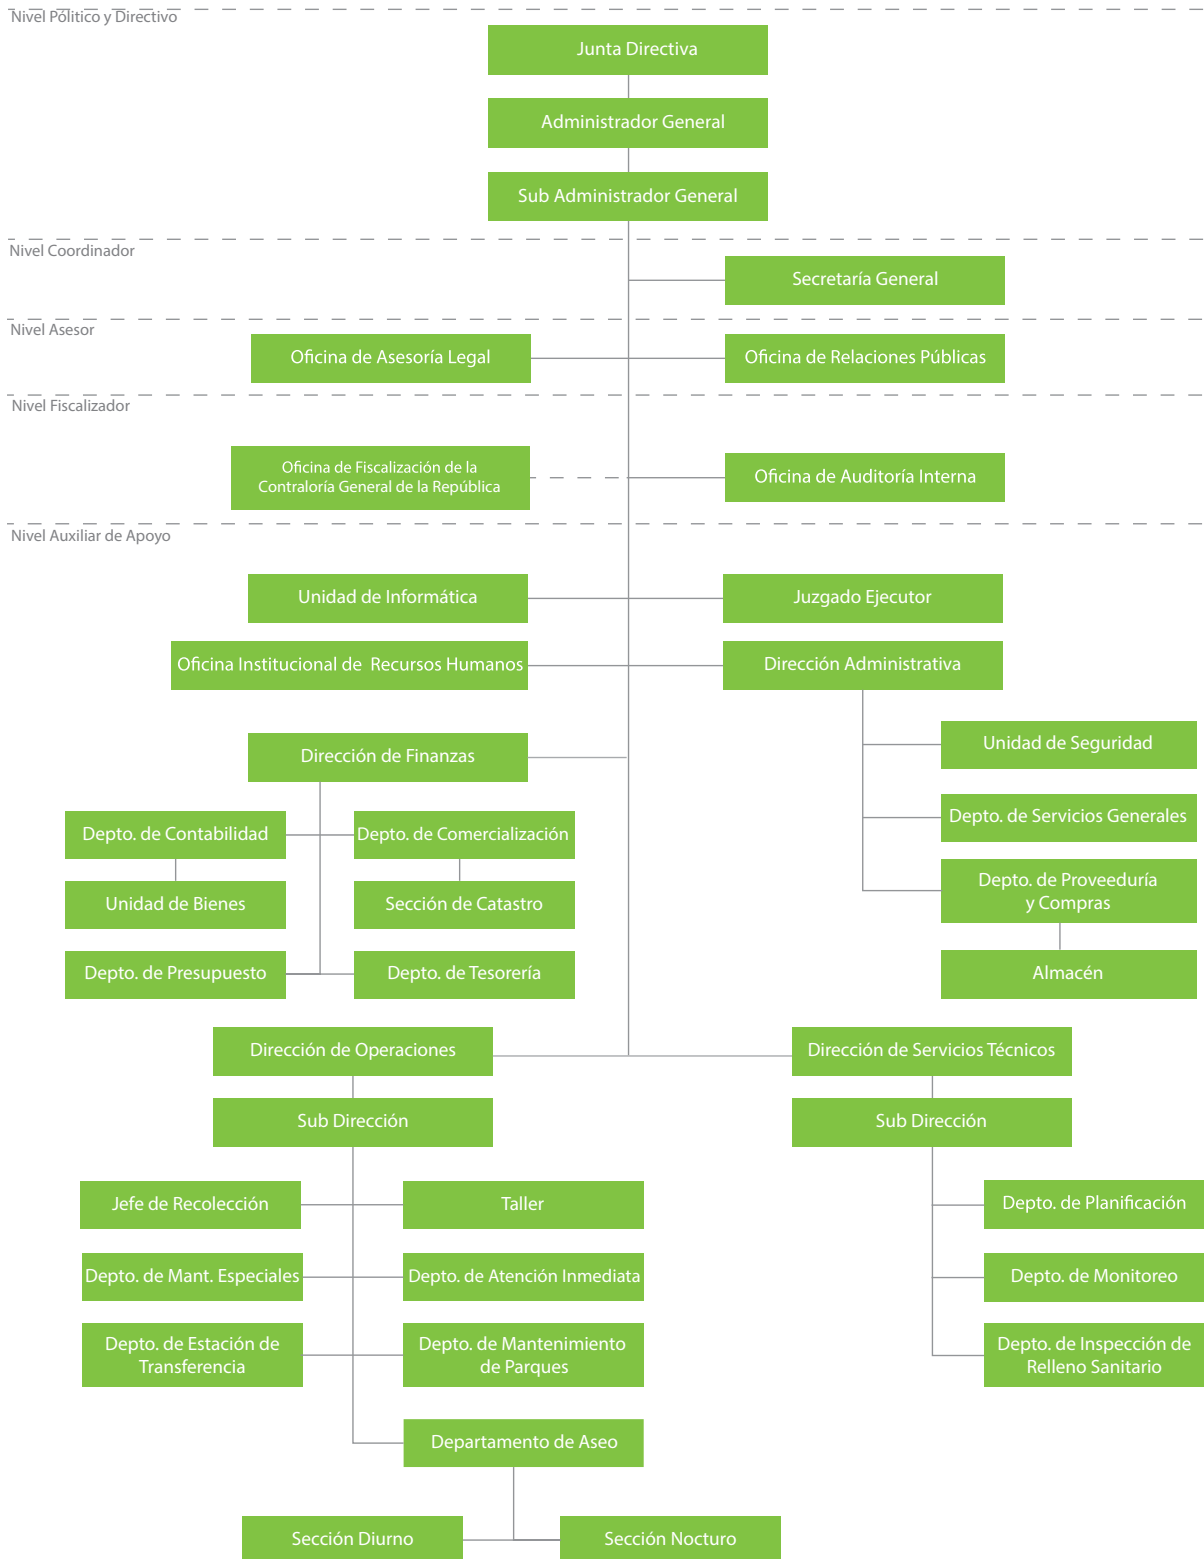 Nivel Pólitico y Directivo
Junta Directiva
Administrador General
Sub Administrador General
Nivel Coordinador
Secretaría General
Nivel Asesor
Oficina de Asesoría Legal
Oficina de Relaciones Públicas
Nivel Fiscalizador
Oficina de Fiscalización de la
Contraloría General de la República
Oficina de Auditoría Interna
Nivel Auxiliar de Apoyo
Unidad de Informática
Juzgado Ejecutor
Oficina Institucional de Recursos Humanos
Dirección Administrativa
Unidad de Seguridad
Dirección de Finanzas
Depto. de Servicios Generales
Depto. de Contabilidad
Depto. de Comercialización
Depto. de Proveeduría
y Compras
Unidad de Bienes
Sección de Catastro
Depto. de Presupuesto
Depto. de Tesorería
Almacén
Dirección de Operaciones
Dirección de Servicios Técnicos
Sub Dirección
Sub Dirección
Jefe de Recolección
Taller
Depto. de Planificación
Depto. de Mant. Especiales
Depto. de Atención Inmediata
Depto. de Monitoreo
Depto. de Estación de
Transferencia
Depto. de Mantenimiento
de Parques
Depto. de Inspección de
Relleno Sanitario
Departamento de Aseo
Sección Diurno
Sección Nocturo